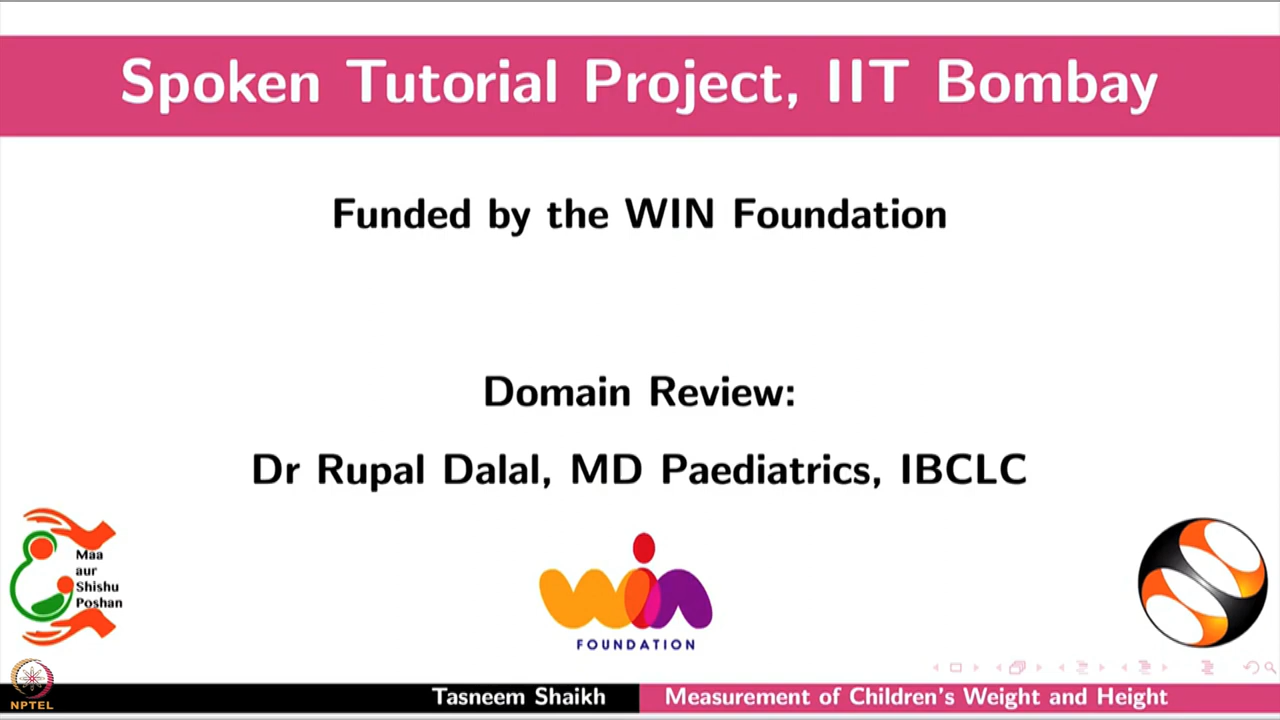 Spoken Tutorial Project, IIT Bombay
Funded by the WIN Foundation
Domain Review:
Dr Rupal Dalal, MD Paediatrics, IBCLC
Maa
aur
Shishu
Poshan
win
FOUNDATION
NPTEL
Tasneem Shaikh
Measurement of Children's Weight and Height